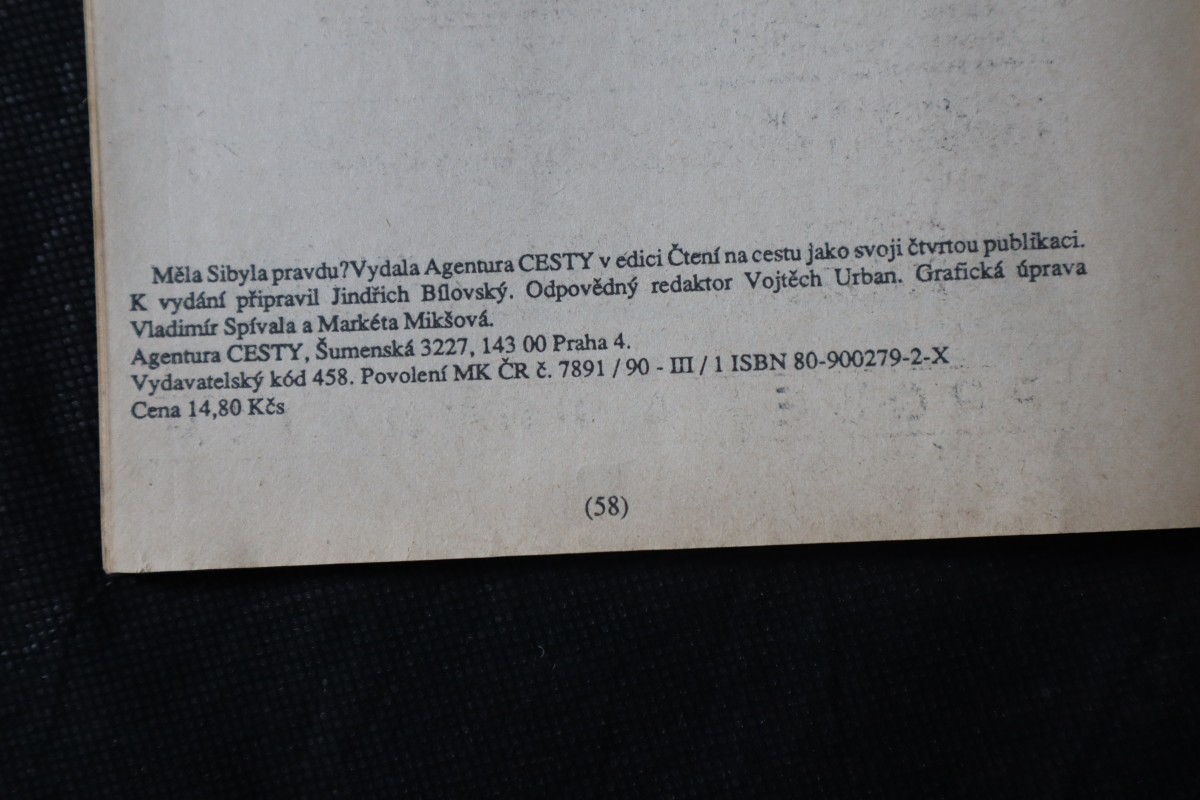 Měla Sibyla pravdu?Vydala Agentura CESTY v edici Čtení na cestu jako svoji čtvrtou publikaci.
K vydání připravil Jindřich Bílovský. Odpovědný redaktor Vojtěch Urban. Grafická úprava
Vladimír Spívala a Markéta Mikšová.
Agentura CESTY, Šumenská 3227, 143 00 Praha 4.
Vydavatelský kód 458. Povolení MK ČR č. 7891 / 90 - III / 1 ISBN 80-900279-2-X
Cena 14,80 Kčs
(58)